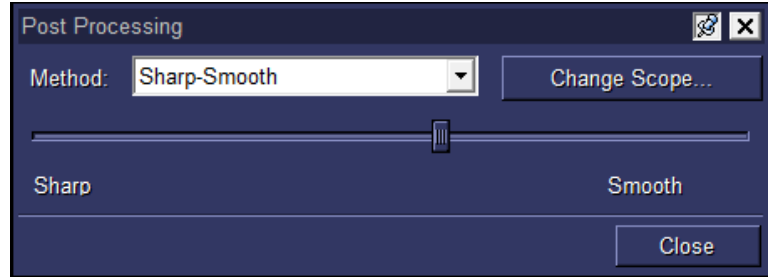 Post Processing
Method: Sharp-Smooth Change Scope...
Sharp Smooth
Close